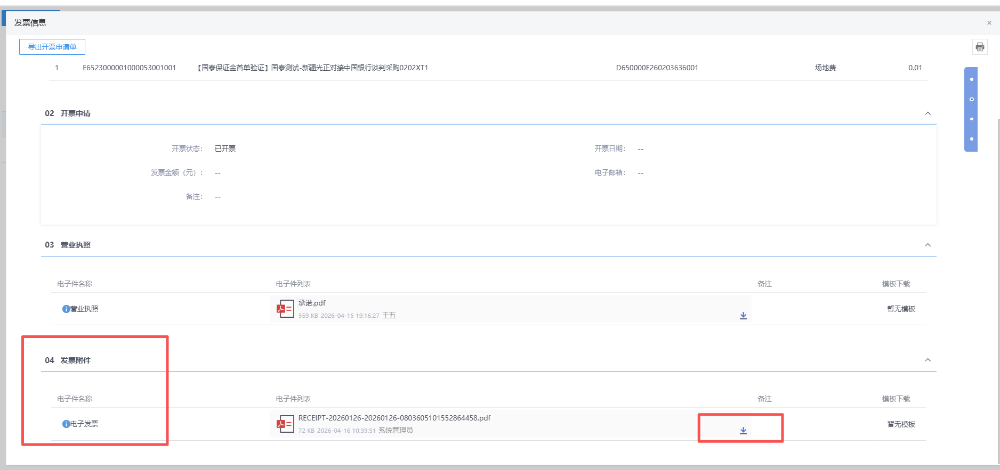 发票信息
×
导出开票申请单
1 E6523000001000053001001 【国泰保证金首单验证】国泰测试-新疆光正对接中国银行谈判采购0202XT1 D650000E260203636001 场地费 0.01
02 开票申请
开票状态： 已开票 开票日期： --
发票金额（元）： -- 电子邮箱： --
备注： --
03 营业执照
电子件名称 电子件列表 备注 模板下载
营业执照 承诺.pdf 暂无模板
559 KB 2026-04-15 19:16:27 王五
04 发票附件
电子件名称 电子件列表 备注 模板下载
电子发票 RECEIPT-20260126-20260126-0803605101552864458.pdf 暂无模板
72 KB 2026-04-16 10:39:51 系统管理员